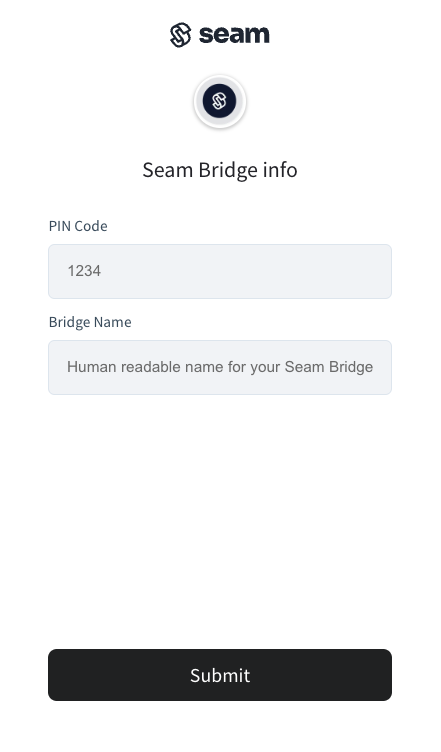 seam
Seam Bridge info
PIN Code
1234
Bridge Name
Human readable name for your Seam Bridge
Submit